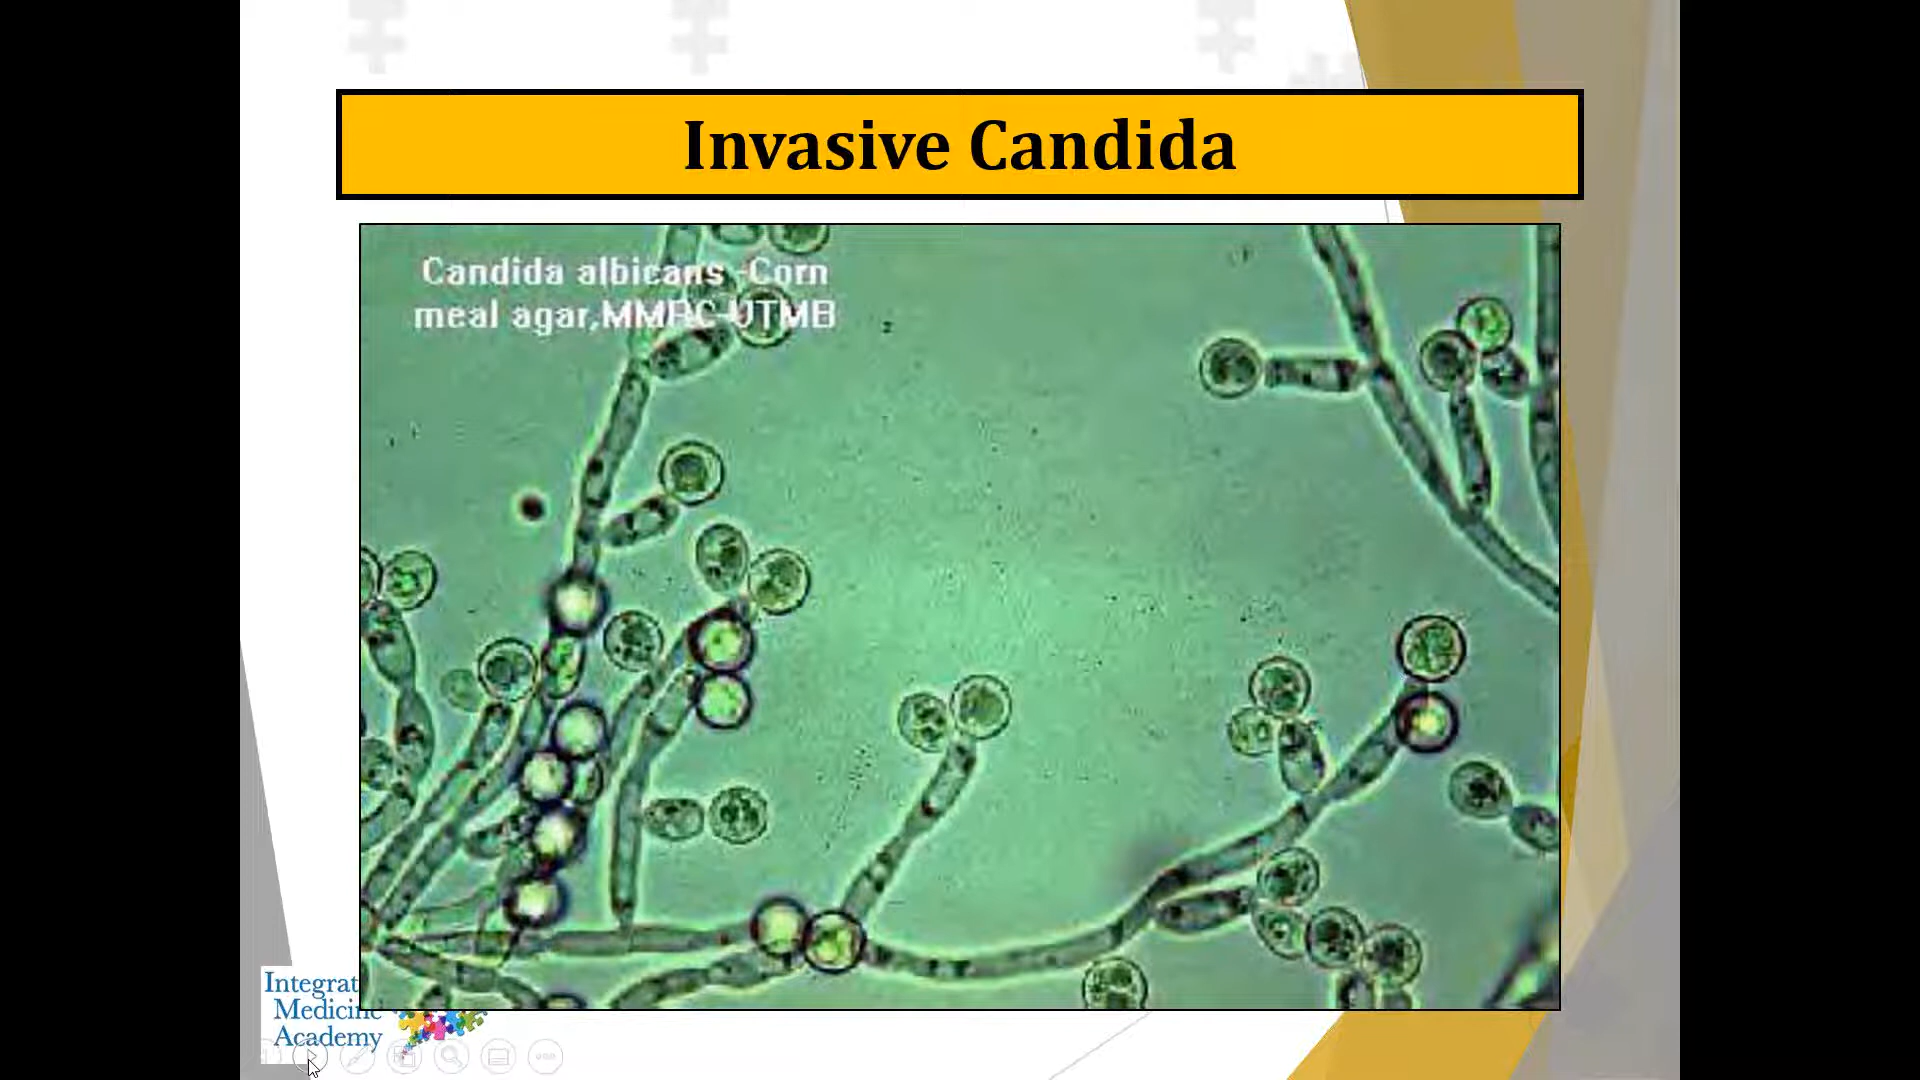 Invasive Candida
Candida albicans -Corn
meal agar,MMRC-UTMB
Integrat
Medicine
Academy